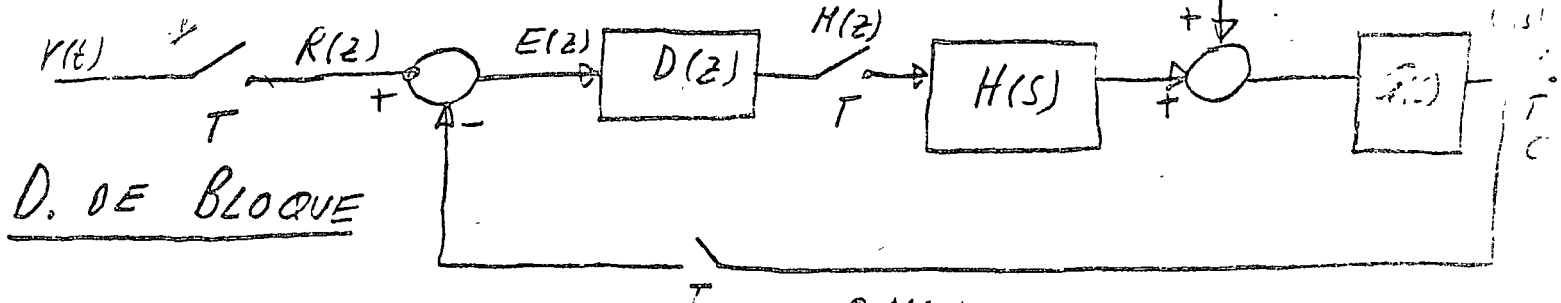 +
r(t) R(z) E(z) D(z) M(z) H(S)
+ - +
T T T
C
D. DE BLOQUE
T